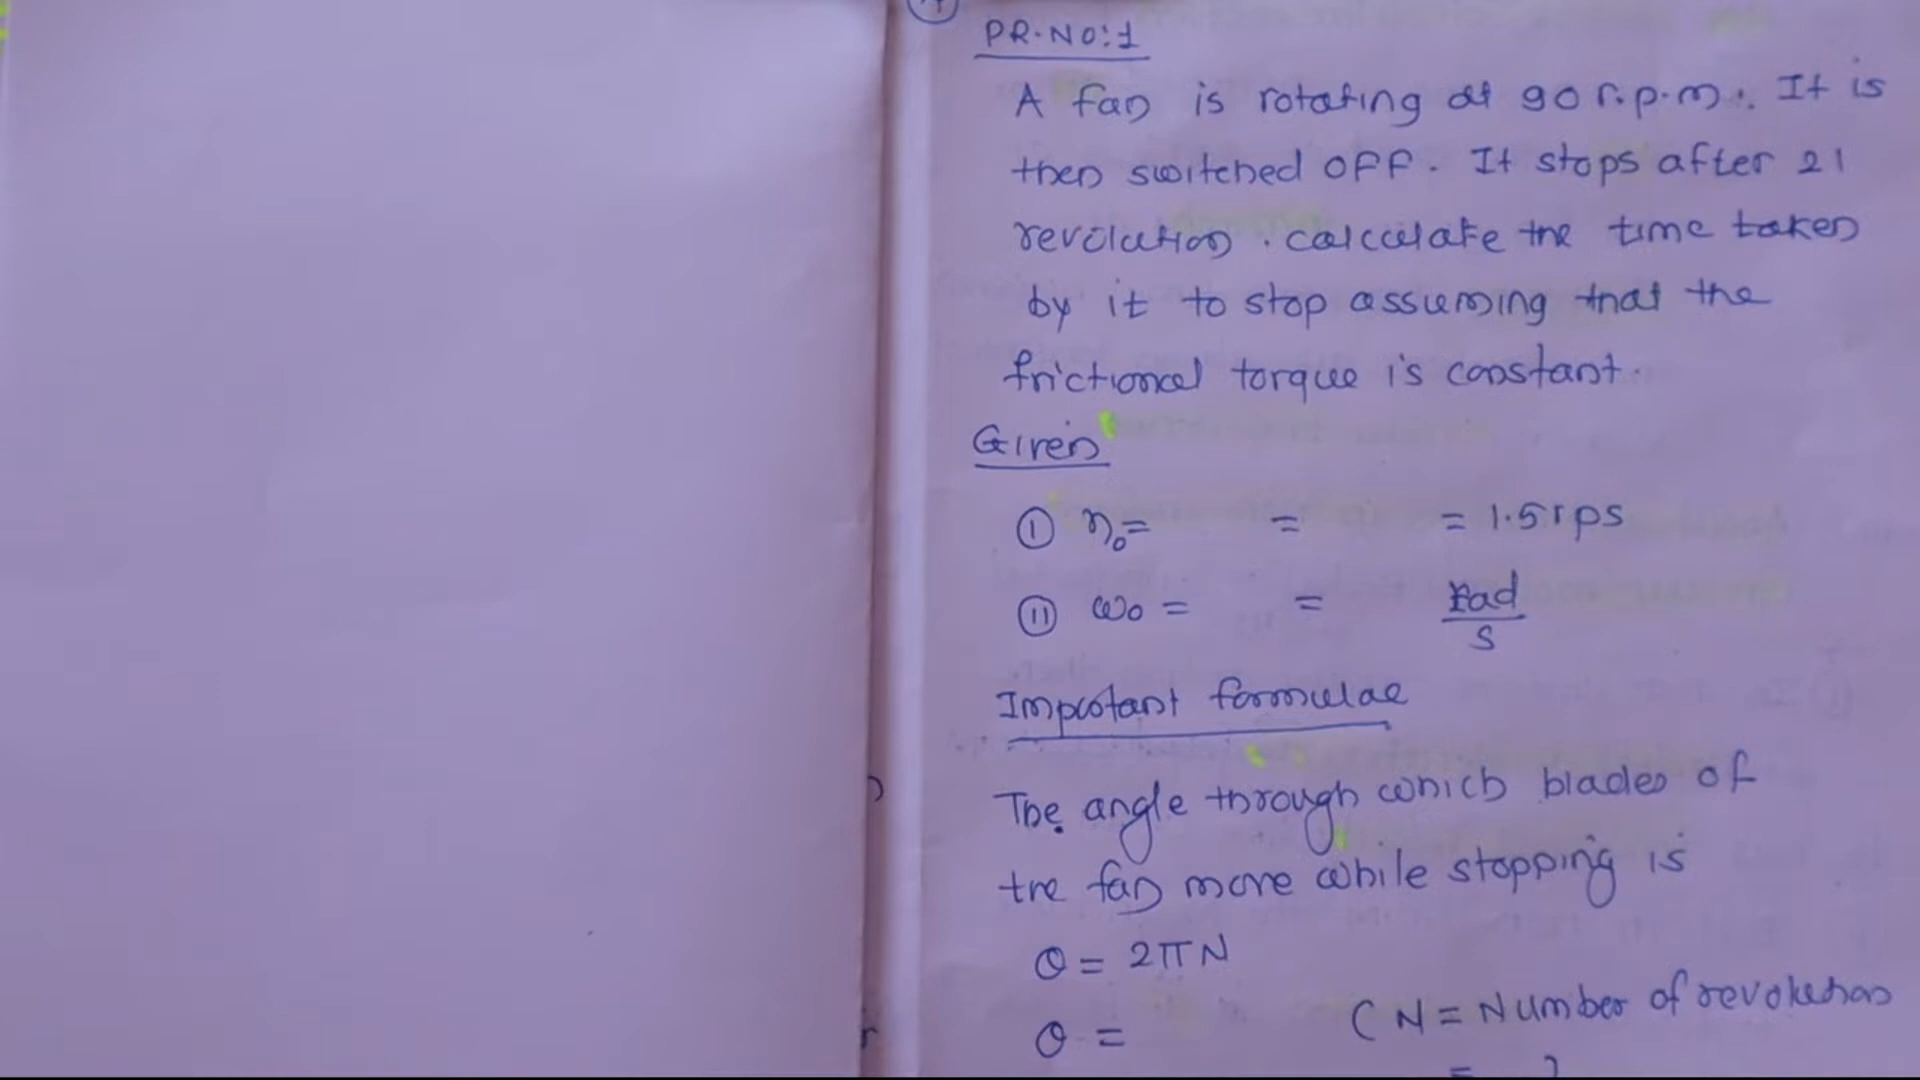 PR.NO:1
A fan is rotating at 90 r.p.m. It is
then switched OFF. It stops after 21
revolution. calculate the time taken
by it to stop assuming that the
frictional torque is constant.
Given
① n₀= = = 1.5rps
② ω₀ = = rad/s
Impotant formulae
The angle through which blades of
the fan move while stopping is
θ = 2πN
θ = (N = Number of revolutions
= )